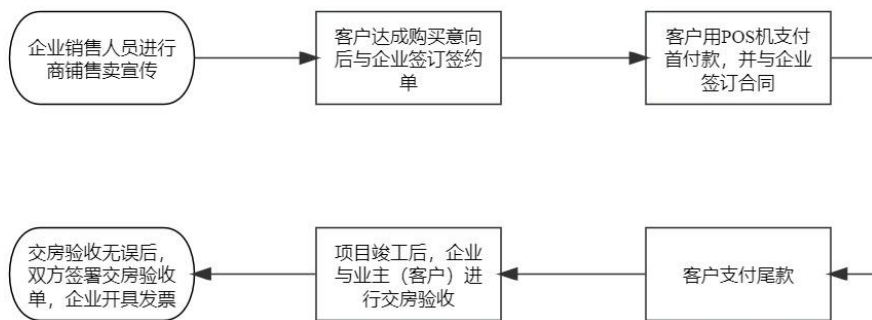 企业销售人员进行
商铺售卖宣传
客户达成购买意向
后与企业签订签约
单
客户用POS机支付
首付款，并与企业
签订合同
客户支付尾款
项目竣工后，企业
与业主（客户）进
行交房验收
交房验收无误后，
双方签署交房验收
单，企业开具发票